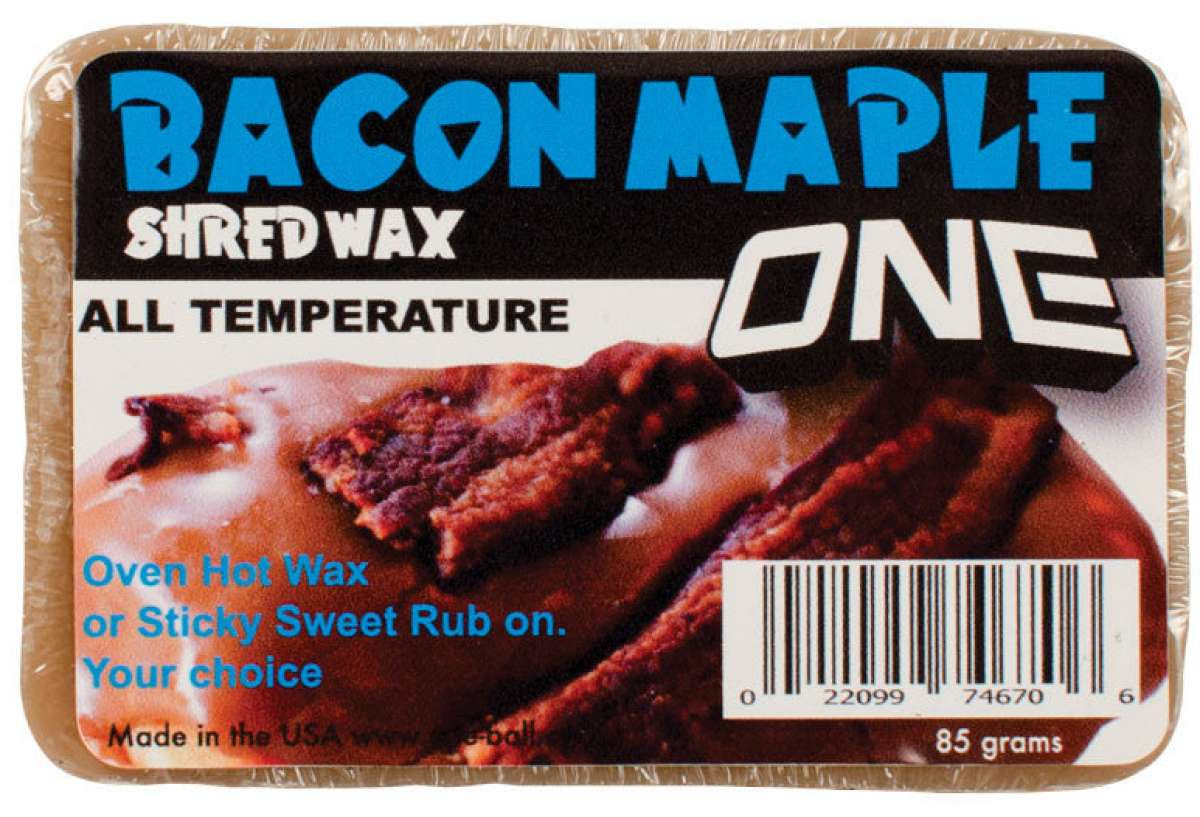 BACON MAPLE
SHRED WAX
ONE
ALL TEMPERATURE
Oven Hot Wax
or Sticky Sweet Rub on.
Your choice
0 22099 74670 6
Made in the USA www
85 grams